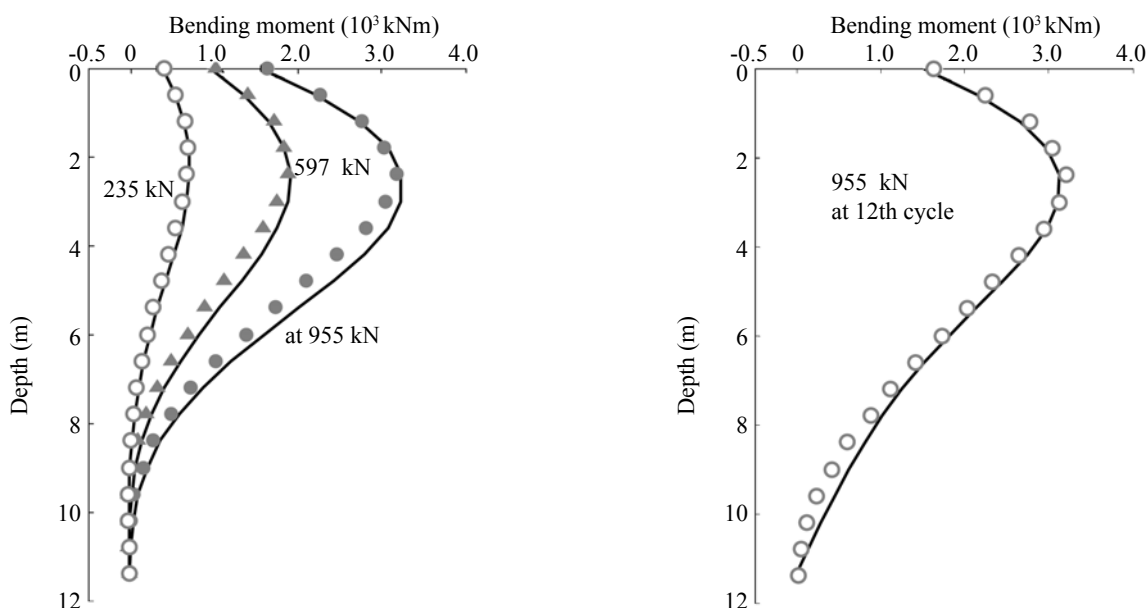 Bending moment (10³ kNm)
-0.5 0 1.0 2.0 3.0 4.0
0
2
4
6
8
10
12
Depth (m)
235 kN
597 kN
at 955 kN
Bending moment (10³ kNm)
-0.5 0 1.0 2.0 3.0 4.0
0
2
4
6
8
10
12
Depth (m)
955 kN
at 12th cycle